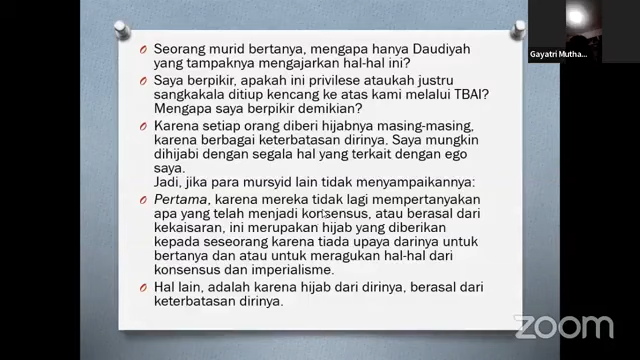 Seorang murid bertanya, mengapa hanya Daudiyah
yang tampaknya mengajarkan hal-hal ini?
Saya berpikir, apakah ini privilese ataukah justru
sangkakala ditiup kencang ke atas kami melalui TBAI?
Mengapa saya berpikir demikian?
Karena setiap orang diberi hijabnya masing-masing,
karena berbagai keterbatasan dirinya. Saya mungkin
dihijabi dengan segala hal yang terkait dengan ego
saya.
Jadi, jika para mursyid lain tidak menyampaikannya:
Pertama, karena mereka tidak lagi mempertanyakan
apa yang telah menjadi konsensus, atau berasal dari
kekaisaran, ini merupakan hijab yang diberikan
kepada seseorang karena tiada upaya darinya untuk
bertanya dan atau untuk meragukan hal-hal dari
konsensus dan imperialisme.
Hal lain, adalah karena hijab dari dirinya, berasal dari
keterbatasan dirinya.
Gayatri Mutha...
zoom